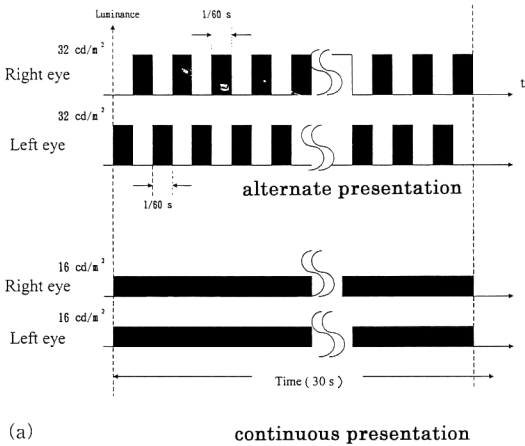 Luminance
1/60 s
32 cd/m²
Right eye
t
32 cd/m²
Left eye
alternate presentation
1/60 s
16 cd/m²
Right eye
16 cd/m²
Left eye
Time ( 30 s )
(a)
continuous presentation